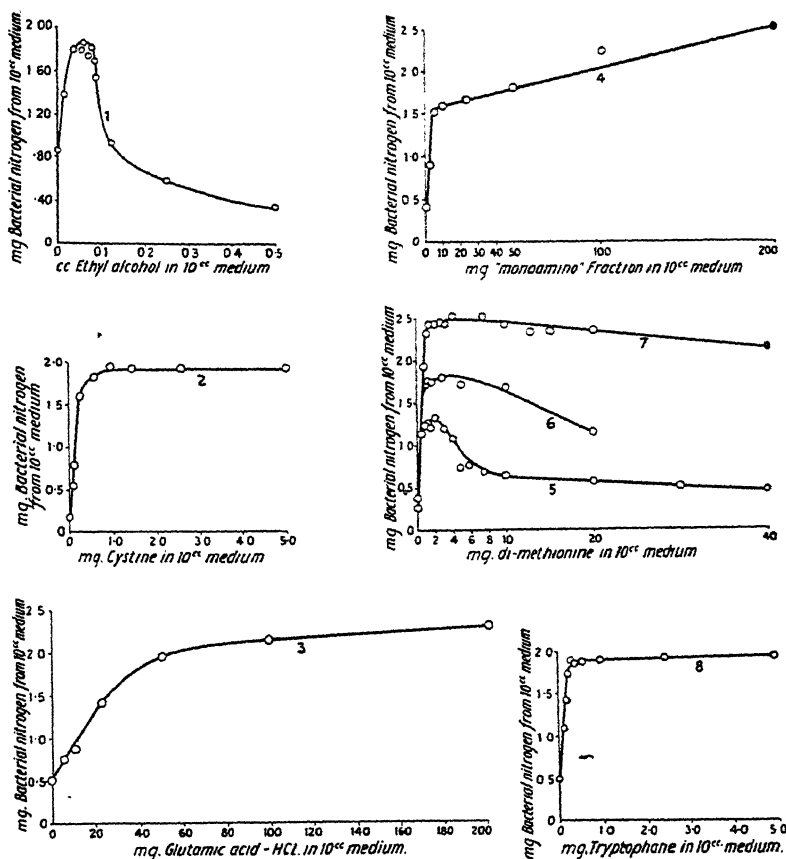 mg Bacterial nitrogen from 10cc medium.
2 00
1 60
1 20
·80
·40
0
1
0 0 1 0 2 0 3 0 4 0 5
cc Ethyl alcohol in 10cc medium
mg Bacterial nitrogen from 10cc medium.
2 5
2 0
1 5
1 0
0 5
0
4
0 10 20 30 40 50 100 200
mg "monoamino" Fraction in 10cc medium
mg. Bacterial nitrogen
from 10cc medium
2·0
1·5
1·0
0·5
0
2
0 1·0 2·0 3·0 4·0 5·0
mg. Cystine in 10cc medium
mg Bacterial nitrogen from 10cc medium
2 5
2 0
1 5
1 0
0 5
0
7
6
5
0 2 4 6 8 10 20 40
mg. dl-methionine in 10cc medium
mg. Bacterial nitrogen from 10cc medium
2 5
2 0
1·5
1·0
0·5
0
3
0 20 40 60 80 100 120 140 160 180 200
mg. Glutamic acid - HCl. in 10cc medium.
mg. Bacterial nitrogen from 10cc medium
2 0
1 5
1 0
0 5
0
8
0 1·0 2·0 3·0 4·0 5·0
mg. Tryptophane in 10cc medium.